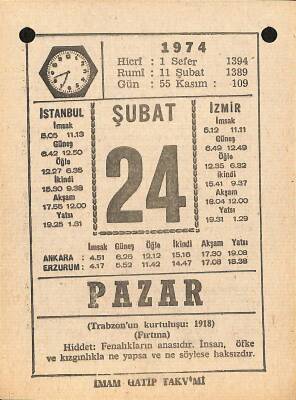 1974
Hicrî : 1 Sefer 1394
Rumî : 11 Şubat 1389
Gün : 55 Kasım : 109
İSTANBUL
İmsak
5.05 11.13
Güneş
6.42 12.50
Öğle
12.27 6.35
İkindi
15.30 9.38
Akşam
17.55 12.00
Yatsı
19.25 1.31
ŞUBAT
24
İZMİR
İmsak
5.12 11.11
Güneş
6.49 12.49
Öğle
12.35 6.32
İkindi
15.41 9.37
Akşam
18.04 12.00
Yatsı
19.31 1.29
İmsak Güneş Öğle İkindi Akşam Yatsı
ANKARA : 4.51 6.26 12.12 15.16 17.30 19.08
ERZURUM : 4.17 5.52 11.42 14.47 17.08 18.38
PAZAR
(Trabzon'un kurtuluşu: 1918)
(Fırtına)
Hiddet: Fenalıkların anasıdır. İnsan, öfke
ve kızgınlıkla ne yapsa ve ne söylese haksızdır.
İMAM HATİP TAKVİMİ